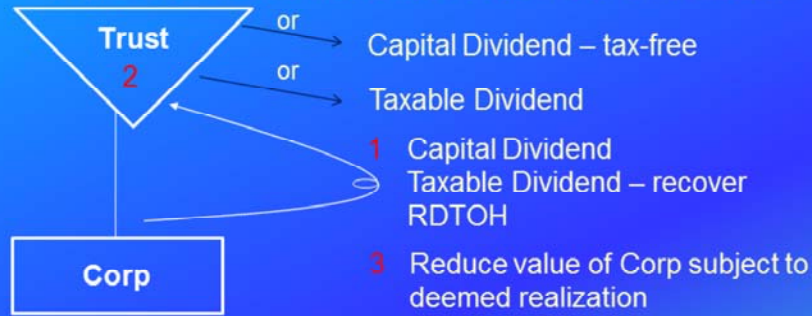 or
Trust
2
Capital Dividend – tax-free
or
Taxable Dividend
1 Capital Dividend
Taxable Dividend – recover
RDTOH
Corp
3 Reduce value of Corp subject to
deemed realization